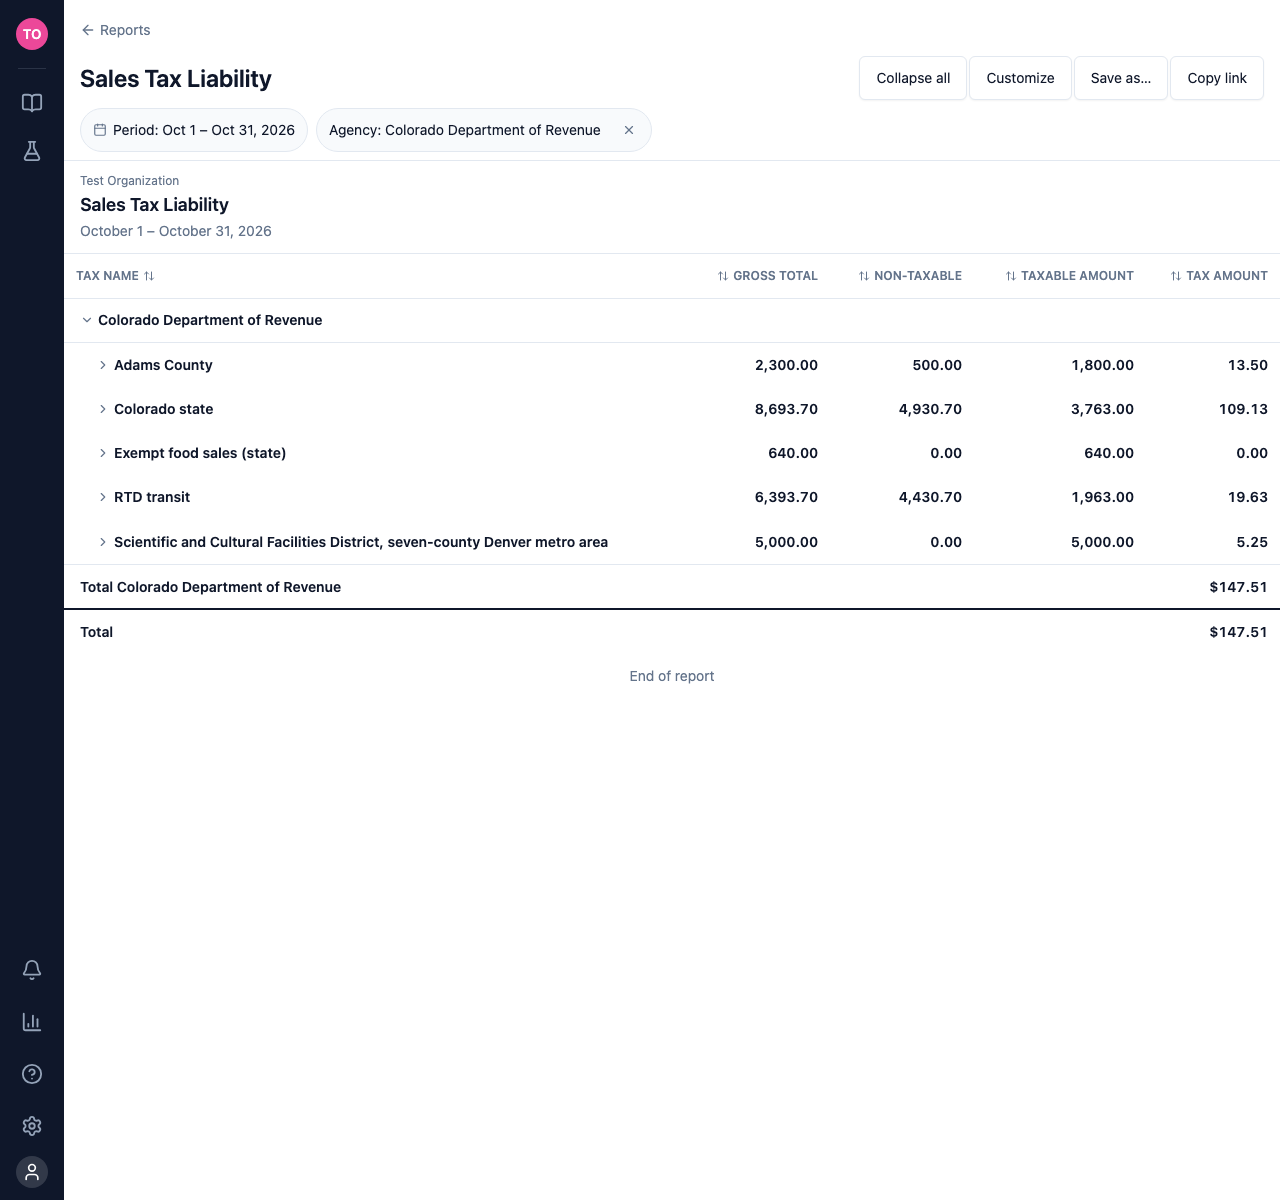 TO
Reports
Sales Tax Liability
Collapse all
Customize
Save as...
Copy link
Period: Oct 1 – Oct 31, 2026
Agency: Colorado Department of Revenue
Test Organization
Sales Tax Liability
October 1 – October 31, 2026
TAX NAME GROSS TOTAL NON-TAXABLE TAXABLE AMOUNT TAX AMOUNT
Colorado Department of Revenue
Adams County 2,300.00 500.00 1,800.00 13.50
Colorado state 8,693.70 4,930.70 3,763.00 109.13
Exempt food sales (state) 640.00 0.00 640.00 0.00
RTD transit 6,393.70 4,430.70 1,963.00 19.63
Scientific and Cultural Facilities District, seven-county Denver metro area 5,000.00 0.00 5,000.00 5.25
Total Colorado Department of Revenue $147.51
Total $147.51
End of report